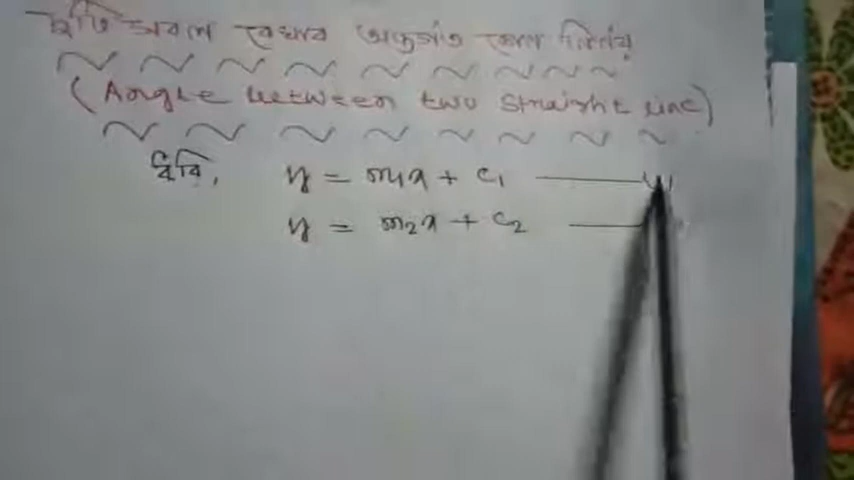 দুটি সরল রেখার অন্তর্গত কোণ নির্ণয়
(Angle between two straight line)
ধরি, y = m₁x + c₁
y = m₂x + c₂